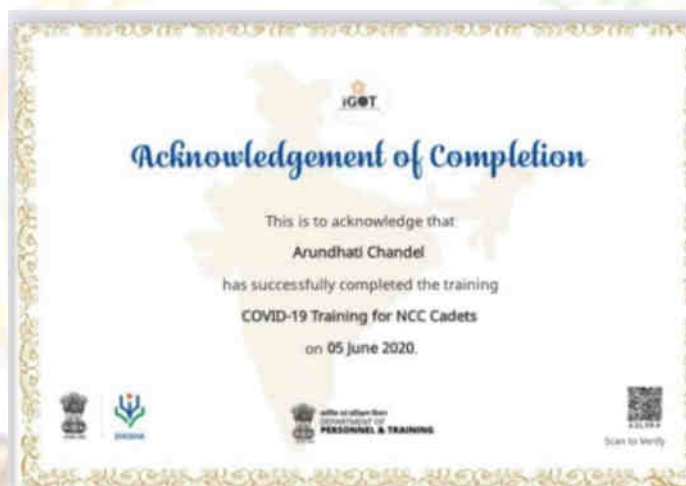 iGOT
Acknowledgement of Completion
This is to acknowledge that
Arundhati Chandel
has successfully completed the training
COVID-19 Training for NCC Cadets
on 05 June 2020.
DIKSHA
DEPARTMENT OF
PERSONNEL & TRAINING
Scan to Verify